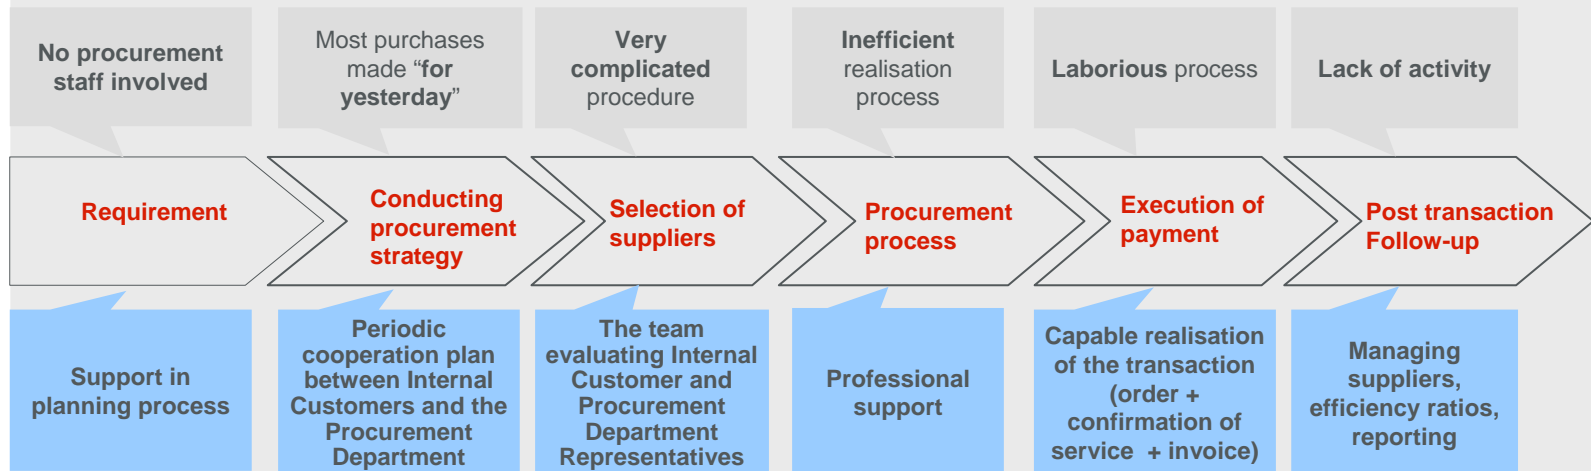 No procurement
staff involved
Most purchases
made “for
yesterday”
Very
complicated
procedure
Inefficient
realisation
process
Laborious process
Lack of activity
Requirement
Conducting
procurement
strategy
Selection of
suppliers
Procurement
process
Execution of
payment
Post transaction
Follow-up
Support in
planning process
Periodic
cooperation plan
between Internal
Customers and the
Procurement
Department
The team
evaluating Internal
Customer and
Procurement
Department
Representatives
Professional
support
Capable realisation
of the transaction
(order +
confirmation of
service + invoice)
Managing
suppliers,
efficiency ratios,
reporting